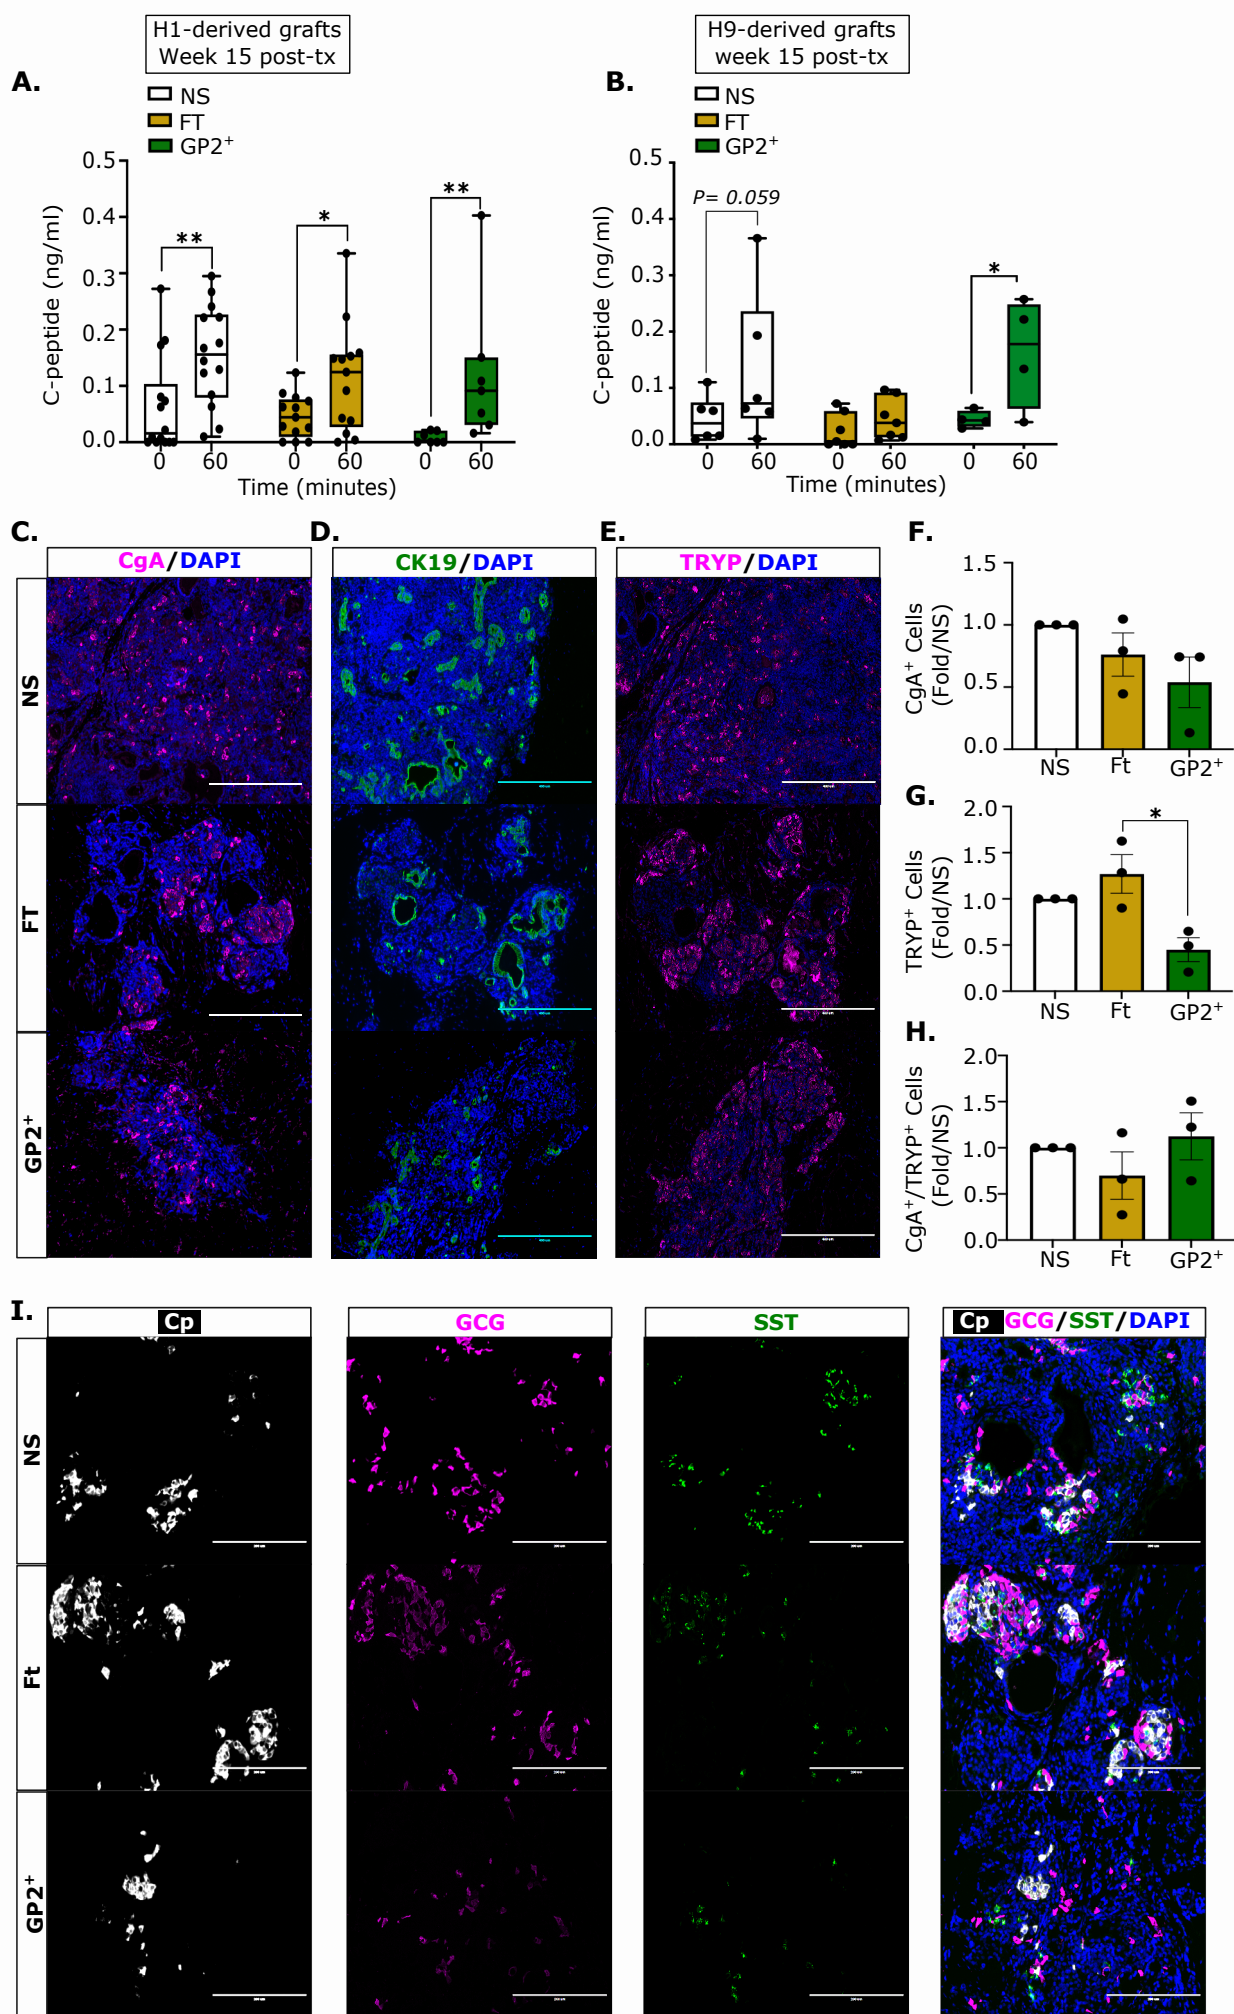 H1-derived grafts
Week 15 post-tx
A.
NS
FT
GP2+
0.5
0.4
0.3
0.2
0.1
0.0
C-peptide (ng/ml)
**
*
**
0 60 0 60 0 60
Time (minutes)
H9-derived grafts
week 15 post-tx
B.
NS
FT
GP2+
0.5
0.4
0.3
0.2
0.1
0.0
C-peptide (ng/ml)
P= 0.059
*
0 60 0 60 0 60
Time (minutes)
C.
CgA/DAPI
D.
CK19/DAPI
E.
TRYP/DAPI
NS
FT
GP2+
F.
CgA+ Cells
(Fold/NS)
1.5
1.0
0.5
0.0
NS Ft GP2+
G.
TRYP+ Cells
(Fold/NS)
2.0
1.5
1.0
0.5
0.0
*
NS Ft GP2+
H.
CgA+/TRYP+ Cells
(Fold/NS)
2.0
1.5
1.0
0.5
0.0
NS Ft GP2+
I.
Cp
GCG
SST
Cp GCG/SST/DAPI
NS
Ft
GP2+